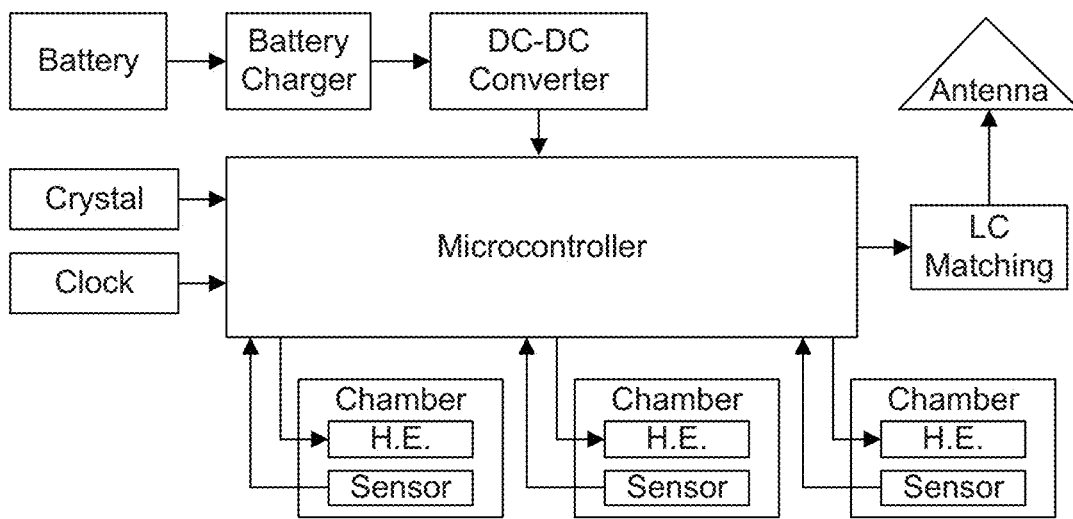 Battery
Battery
Charger
DC-DC
Converter
Antenna
Crystal
Clock
Microcontroller
LC
Matching
Chamber
H.E.
Sensor
Chamber
H.E.
Sensor
Chamber
H.E.
Sensor